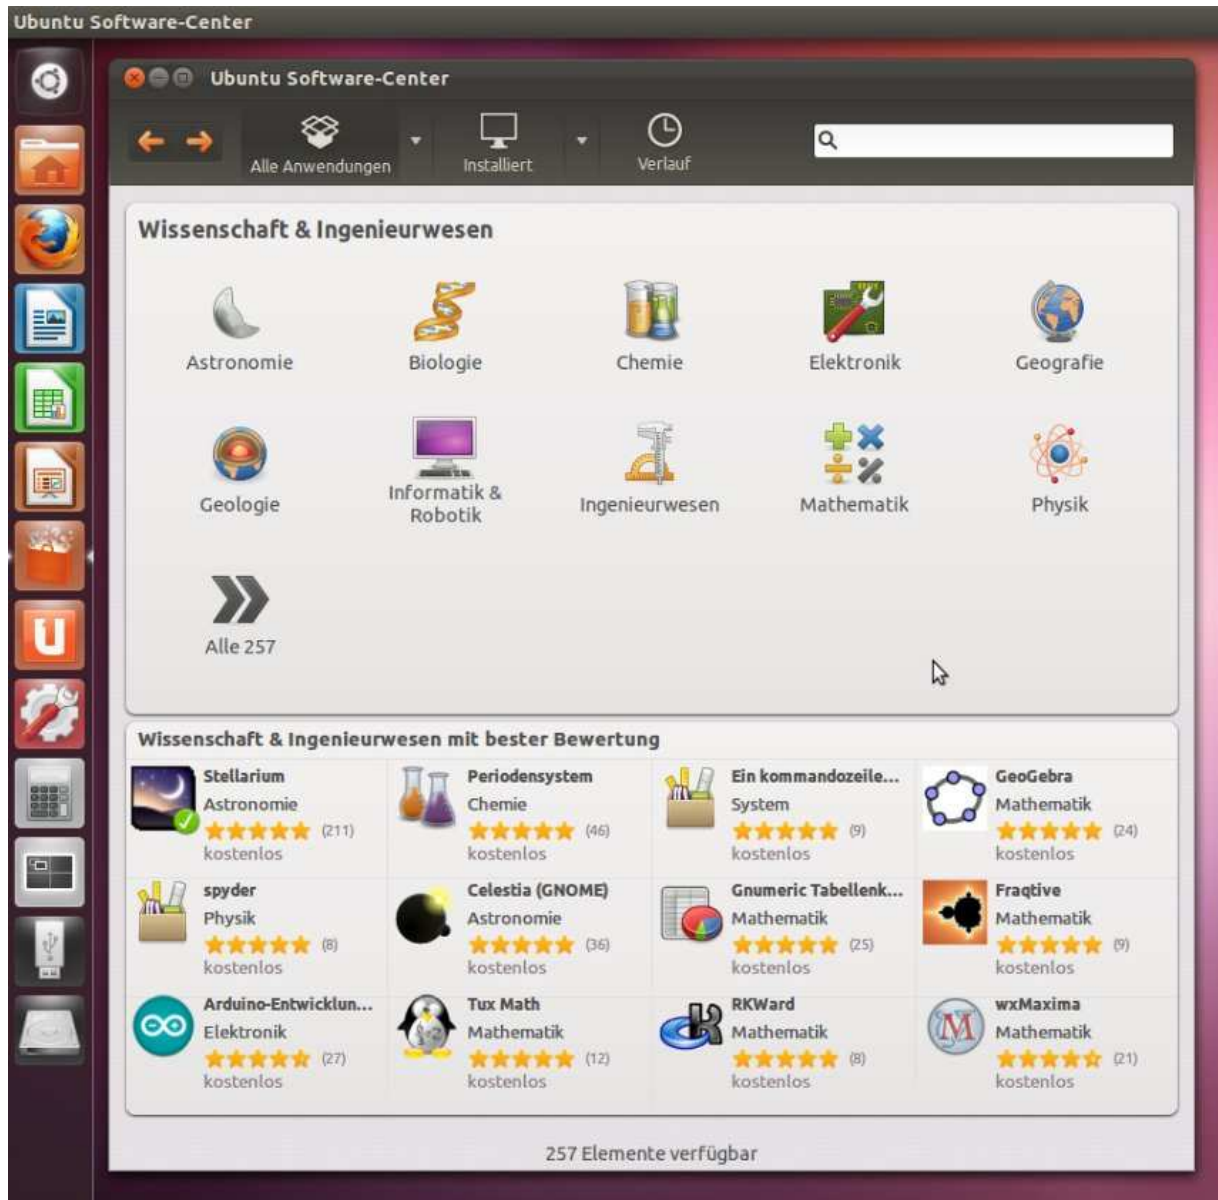 Ubuntu Software-Center
Ubuntu Software-Center
Alle Anwendungen
Installiert
Verlauf
Wissenschaft & Ingenieurwesen
Astronomie
Biologie
Chemie
Elektronik
Geografie
Geologie
Informatik &
Robotik
Ingenieurwesen
Mathematik
Physik
Alle 257
Wissenschaft & Ingenieurwesen mit bester Bewertung
Stellarium
Astronomie
(211)
kostenlos
Periodensystem
Chemie
(46)
kostenlos
Ein kommandozeile...
System
(9)
kostenlos
GeoGebra
Mathematik
(24)
kostenlos
spyder
Physik
(8)
kostenlos
Celestia (GNOME)
Astronomie
(36)
kostenlos
Gnumeric Tabellenk...
Mathematik
(25)
kostenlos
Fraqtive
Mathematik
(9)
kostenlos
Arduino-Entwicklun...
Elektronik
(27)
kostenlos
Tux Math
Mathematik
(12)
kostenlos
RKWard
Mathematik
(8)
kostenlos
wxMaxima
Mathematik
(21)
kostenlos
257 Elemente verfügbar